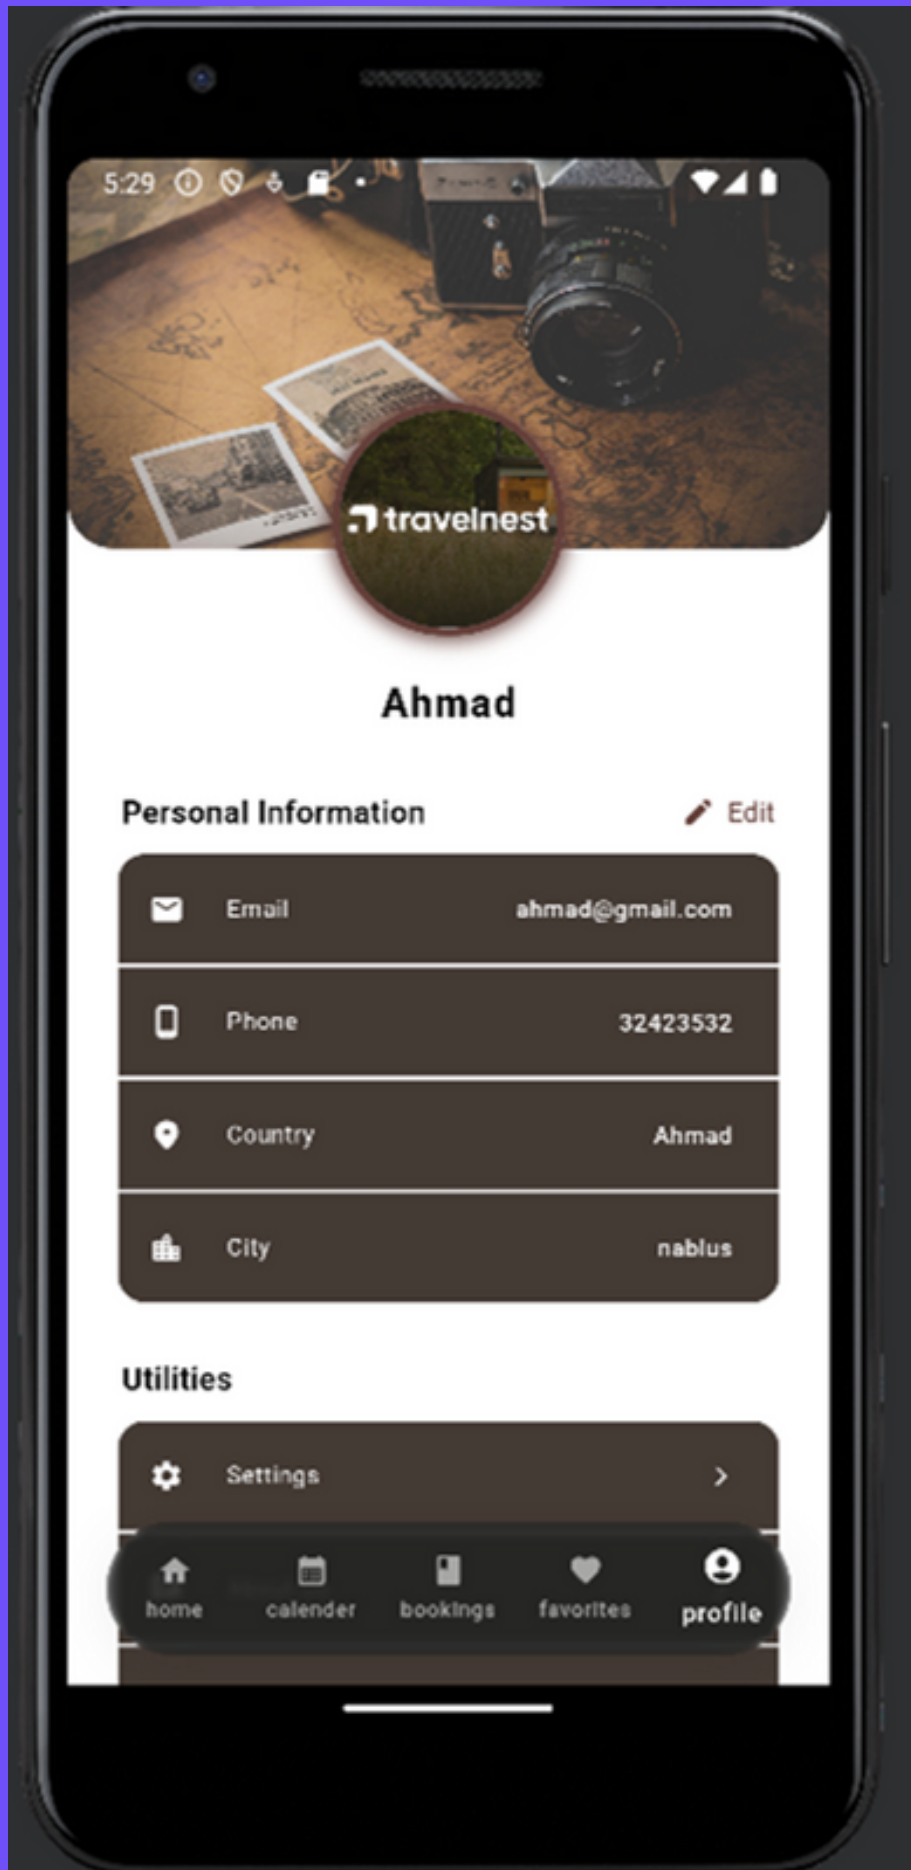 5:29
travelnest
Ahmad
Personal Information Edit
Email ahmad@gmail.com
Phone 32423532
Country Ahmad
City nablus
Utilities
Settings
home calender bookings favorites profile